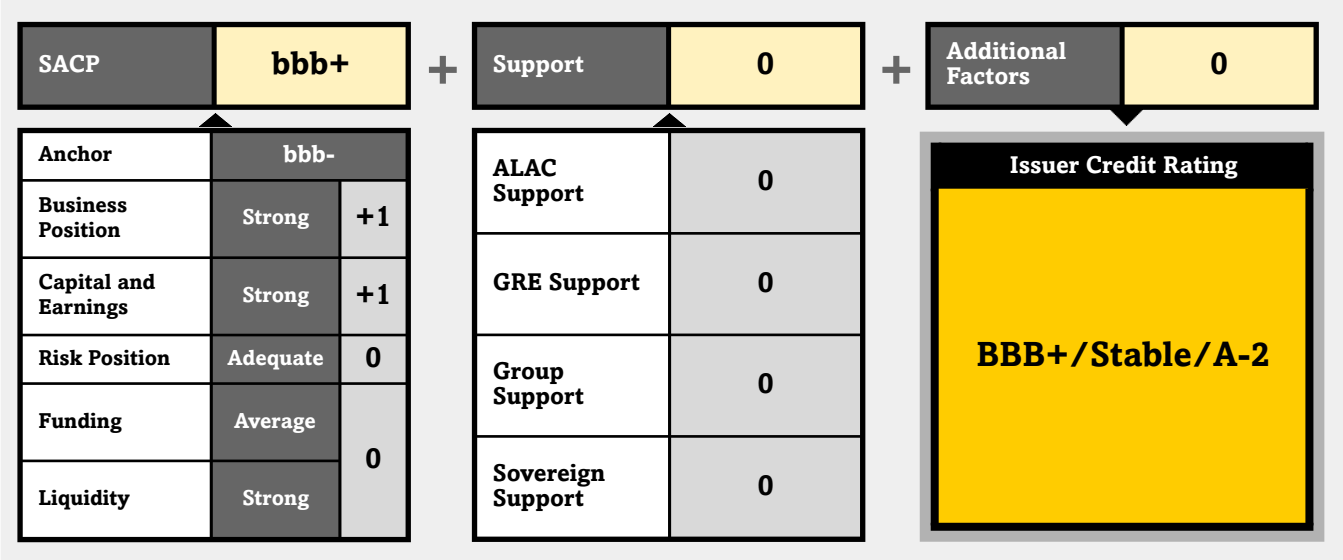 SACP bbb+ + Support 0 + Additional Factors 0
Anchor bbb-
Business Position Strong +1
Capital and Earnings Strong +1
Risk Position Adequate 0
Funding Average 0
Liquidity Strong
ALAC Support 0
GRE Support 0
Group Support 0
Sovereign Support 0
Issuer Credit Rating
BBB+/Stable/A-2